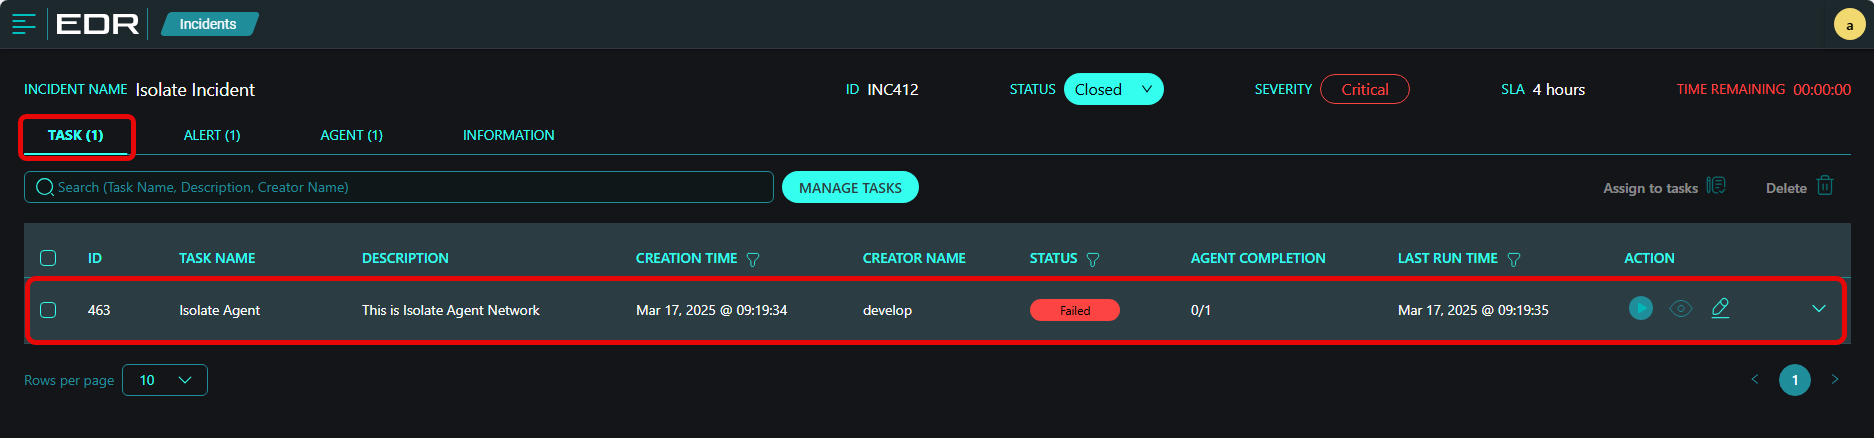 EDR Incidents a
INCIDENT NAME Isolate Incident ID INC412 STATUS Closed SEVERITY Critical SLA 4 hours TIME REMAINING 00:00:00
TASK (1) ALERT (1) AGENT (1) INFORMATION
Search (Task Name, Description, Creator Name) MANAGE TASKS Assign to tasks Delete
ID TASK NAME DESCRIPTION CREATION TIME CREATOR NAME STATUS AGENT COMPLETION LAST RUN TIME ACTION
463 Isolate Agent This is Isolate Agent Network Mar 17, 2025 @ 09:19:34 develop Failed 0/1 Mar 17, 2025 @ 09:19:35
Rows per page 10 < 1 >